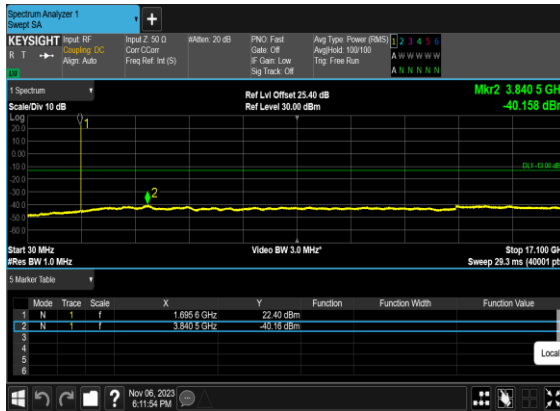 Spectrum Analyzer 1
Swept SA
+
KEYSIGHT Input: RF Input Z: 50 Ω #Atten: 20 dB PNO: Fast Avg Type: Power (RMS) 1 2 3 4 5 6
R T Coupling: DC Corr CCorr Gate: Off Avg|Hold: 100/100 A W W W W W
Align: Auto Freq Ref: Int (S) IF Gain: Low Trig: Free Run
Sig Track: Off A N N N N N
LXI
1 Spectrum
Scale/Div 10 dB
Ref Lvl Offset 25.40 dB
Ref Level 30.00 dBm
Mkr2 3.840 5 GH
-40.158 dBr
Log
20.0
10.0
0.00
-10.0
-20.0
-30.0
-40.0
-50.0
-60.0
1
2
DL1 -13.00 dB
Start 30 MHz Video BW 3.0 MHz* Stop 17.100 GH
#Res BW 1.0 MHz Sweep 29.3 ms (40001 pts
5 Marker Table
Mode Trace Scale X Y Function Function Width Function Value
1 N 1 f 1.695 6 GHz 22.40 dBm
2 N 1 f 3.840 5 GHz -40.16 dBm
3
4
5
6
Local
? Nov 06, 2023
6:11:54 PM